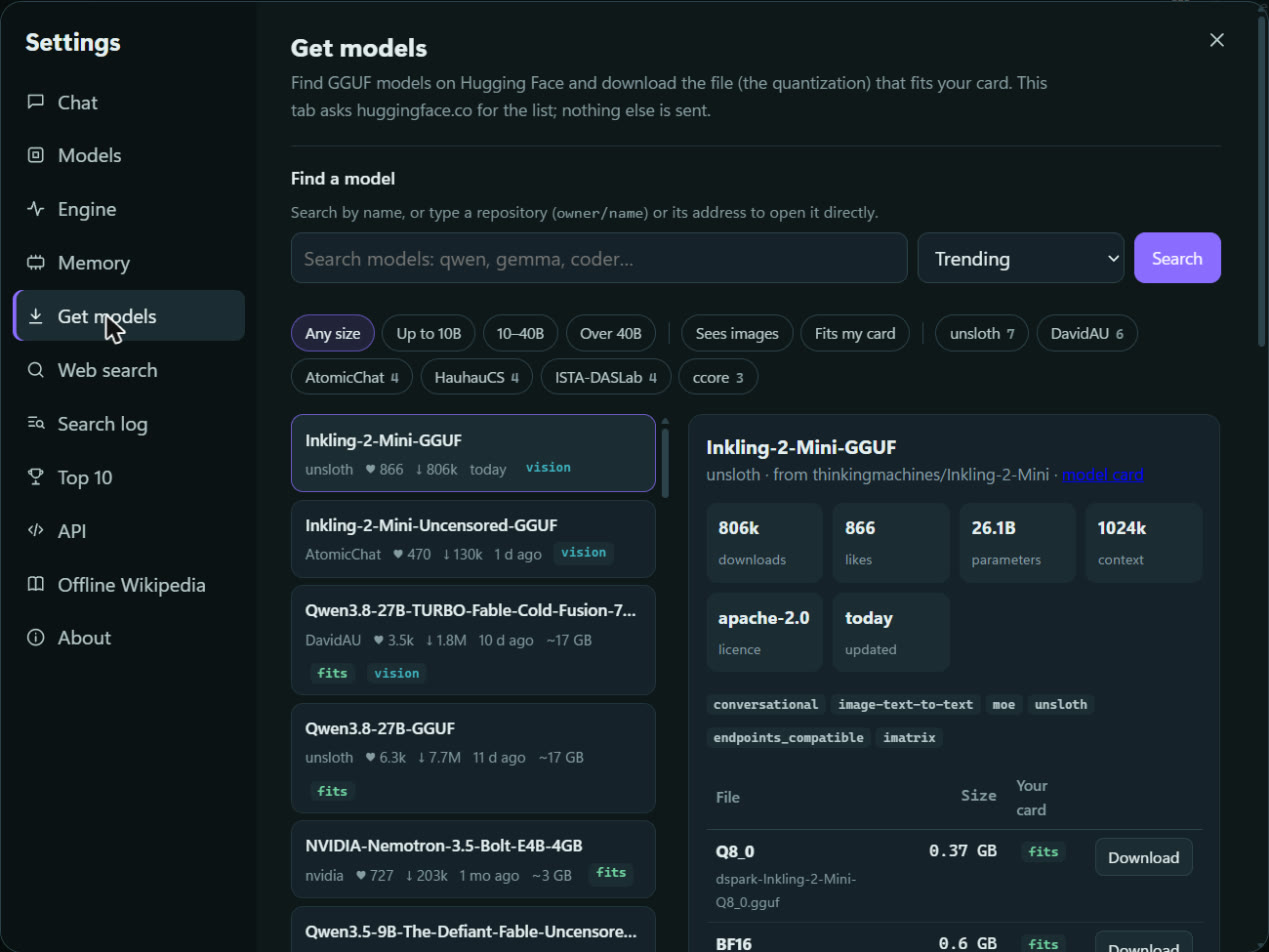 Settings
Chat
Models
Engine
Memory
Get models
Web search
Search log
Top 10
API
Offline Wikipedia
About
Get models
Find GGUF models on Hugging Face and download the file (the quantization) that fits your card. This
tab asks huggingface.co for the list; nothing else is sent.
Find a model
Search by name, or type a repository (owner/name) or its address to open it directly.
Search models: qwen, gemma, coder...
Trending
Search
Any size
Up to 10B
10–40B
Over 40B
Sees images
Fits my card
unsloth 7
DavidAU 6
AtomicChat 4
HauhauCS 4
ISTA-DASLab 4
ccore 3
Inkling-2-Mini-GGUF
unsloth ♥ 866 ↓ 806k today vision
Inkling-2-Mini-Uncensored-GGUF
AtomicChat ♥ 470 ↓ 130k 1 d ago vision
Qwen3.8-27B-TURBO-Fable-Cold-Fusion-7...
DavidAU ♥ 3.5k ↓ 1.8M 10 d ago ~17 GB
fits vision
Qwen3.8-27B-GGUF
unsloth ♥ 6.3k ↓ 7.7M 11 d ago ~17 GB
fits
NVIDIA-Nemotron-3.5-Bolt-E4B-4GB
nvidia ♥ 727 ↓ 203k 1 mo ago ~3 GB fits
Qwen3.5-9B-The-Defiant-Fable-Uncensore...
Inkling-2-Mini-GGUF
unsloth · from thinkingmachines/Inkling-2-Mini · model card
806k
downloads
866
likes
26.1B
parameters
1024k
context
apache-2.0
licence
today
updated
conversational image-text-to-text moe unsloth
endpoints_compatible imatrix
File Size Your card
Q8_0 0.37 GB fits Download
dspark-Inkling-2-Mini-
Q8_0.gguf
BF16 0.6 GB fits Download